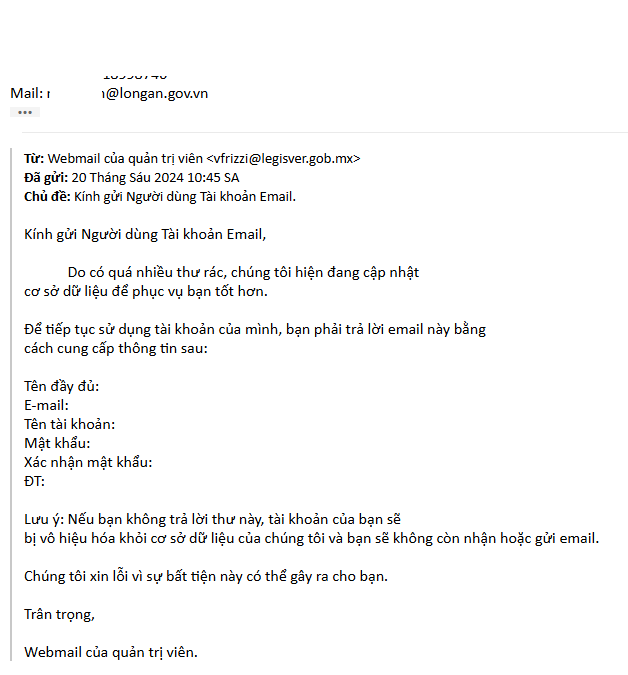 Mail: n@longan.gov.vn
Từ: Webmail của quản trị viên <vfrizzi@legisver.gob.mx>
Đã gửi: 20 Tháng Sáu 2024 10:45 SA
Chủ đề: Kính gửi Người dùng Tài khoản Email.
Kính gửi Người dùng Tài khoản Email,
Do có quá nhiều thư rác, chúng tôi hiện đang cập nhật
cơ sở dữ liệu để phục vụ bạn tốt hơn.
Để tiếp tục sử dụng tài khoản của mình, bạn phải trả lời email này bằng
cách cung cấp thông tin sau:
Tên đầy đủ:
E-mail:
Tên tài khoản:
Mật khẩu:
Xác nhận mật khẩu:
ĐT:
Lưu ý: Nếu bạn không trả lời thư này, tài khoản của bạn sẽ
bị vô hiệu hóa khỏi cơ sở dữ liệu của chúng tôi và bạn sẽ không còn nhận hoặc gửi email.
Chúng tôi xin lỗi vì sự bất tiện này có thể gây ra cho bạn.
Trân trọng,
Webmail của quản trị viên.